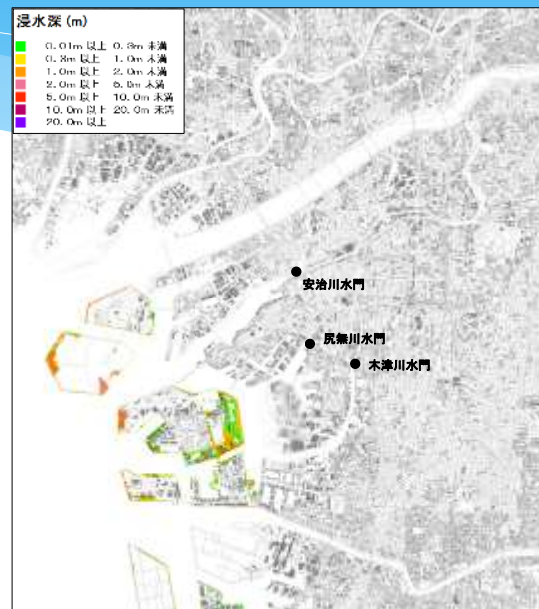 浸水深(m)
0.01m 以上 0.3m 未満
0.3m 以上 1.0m 未満
1.0m 以上 2.0m 未満
2.0m 以上 5.0m 未満
5.0m 以上 10.0m 未満
10.0m 以上 20.0m 未満
20.0m 以上
安治川水門
尻無川水門
木津川水門